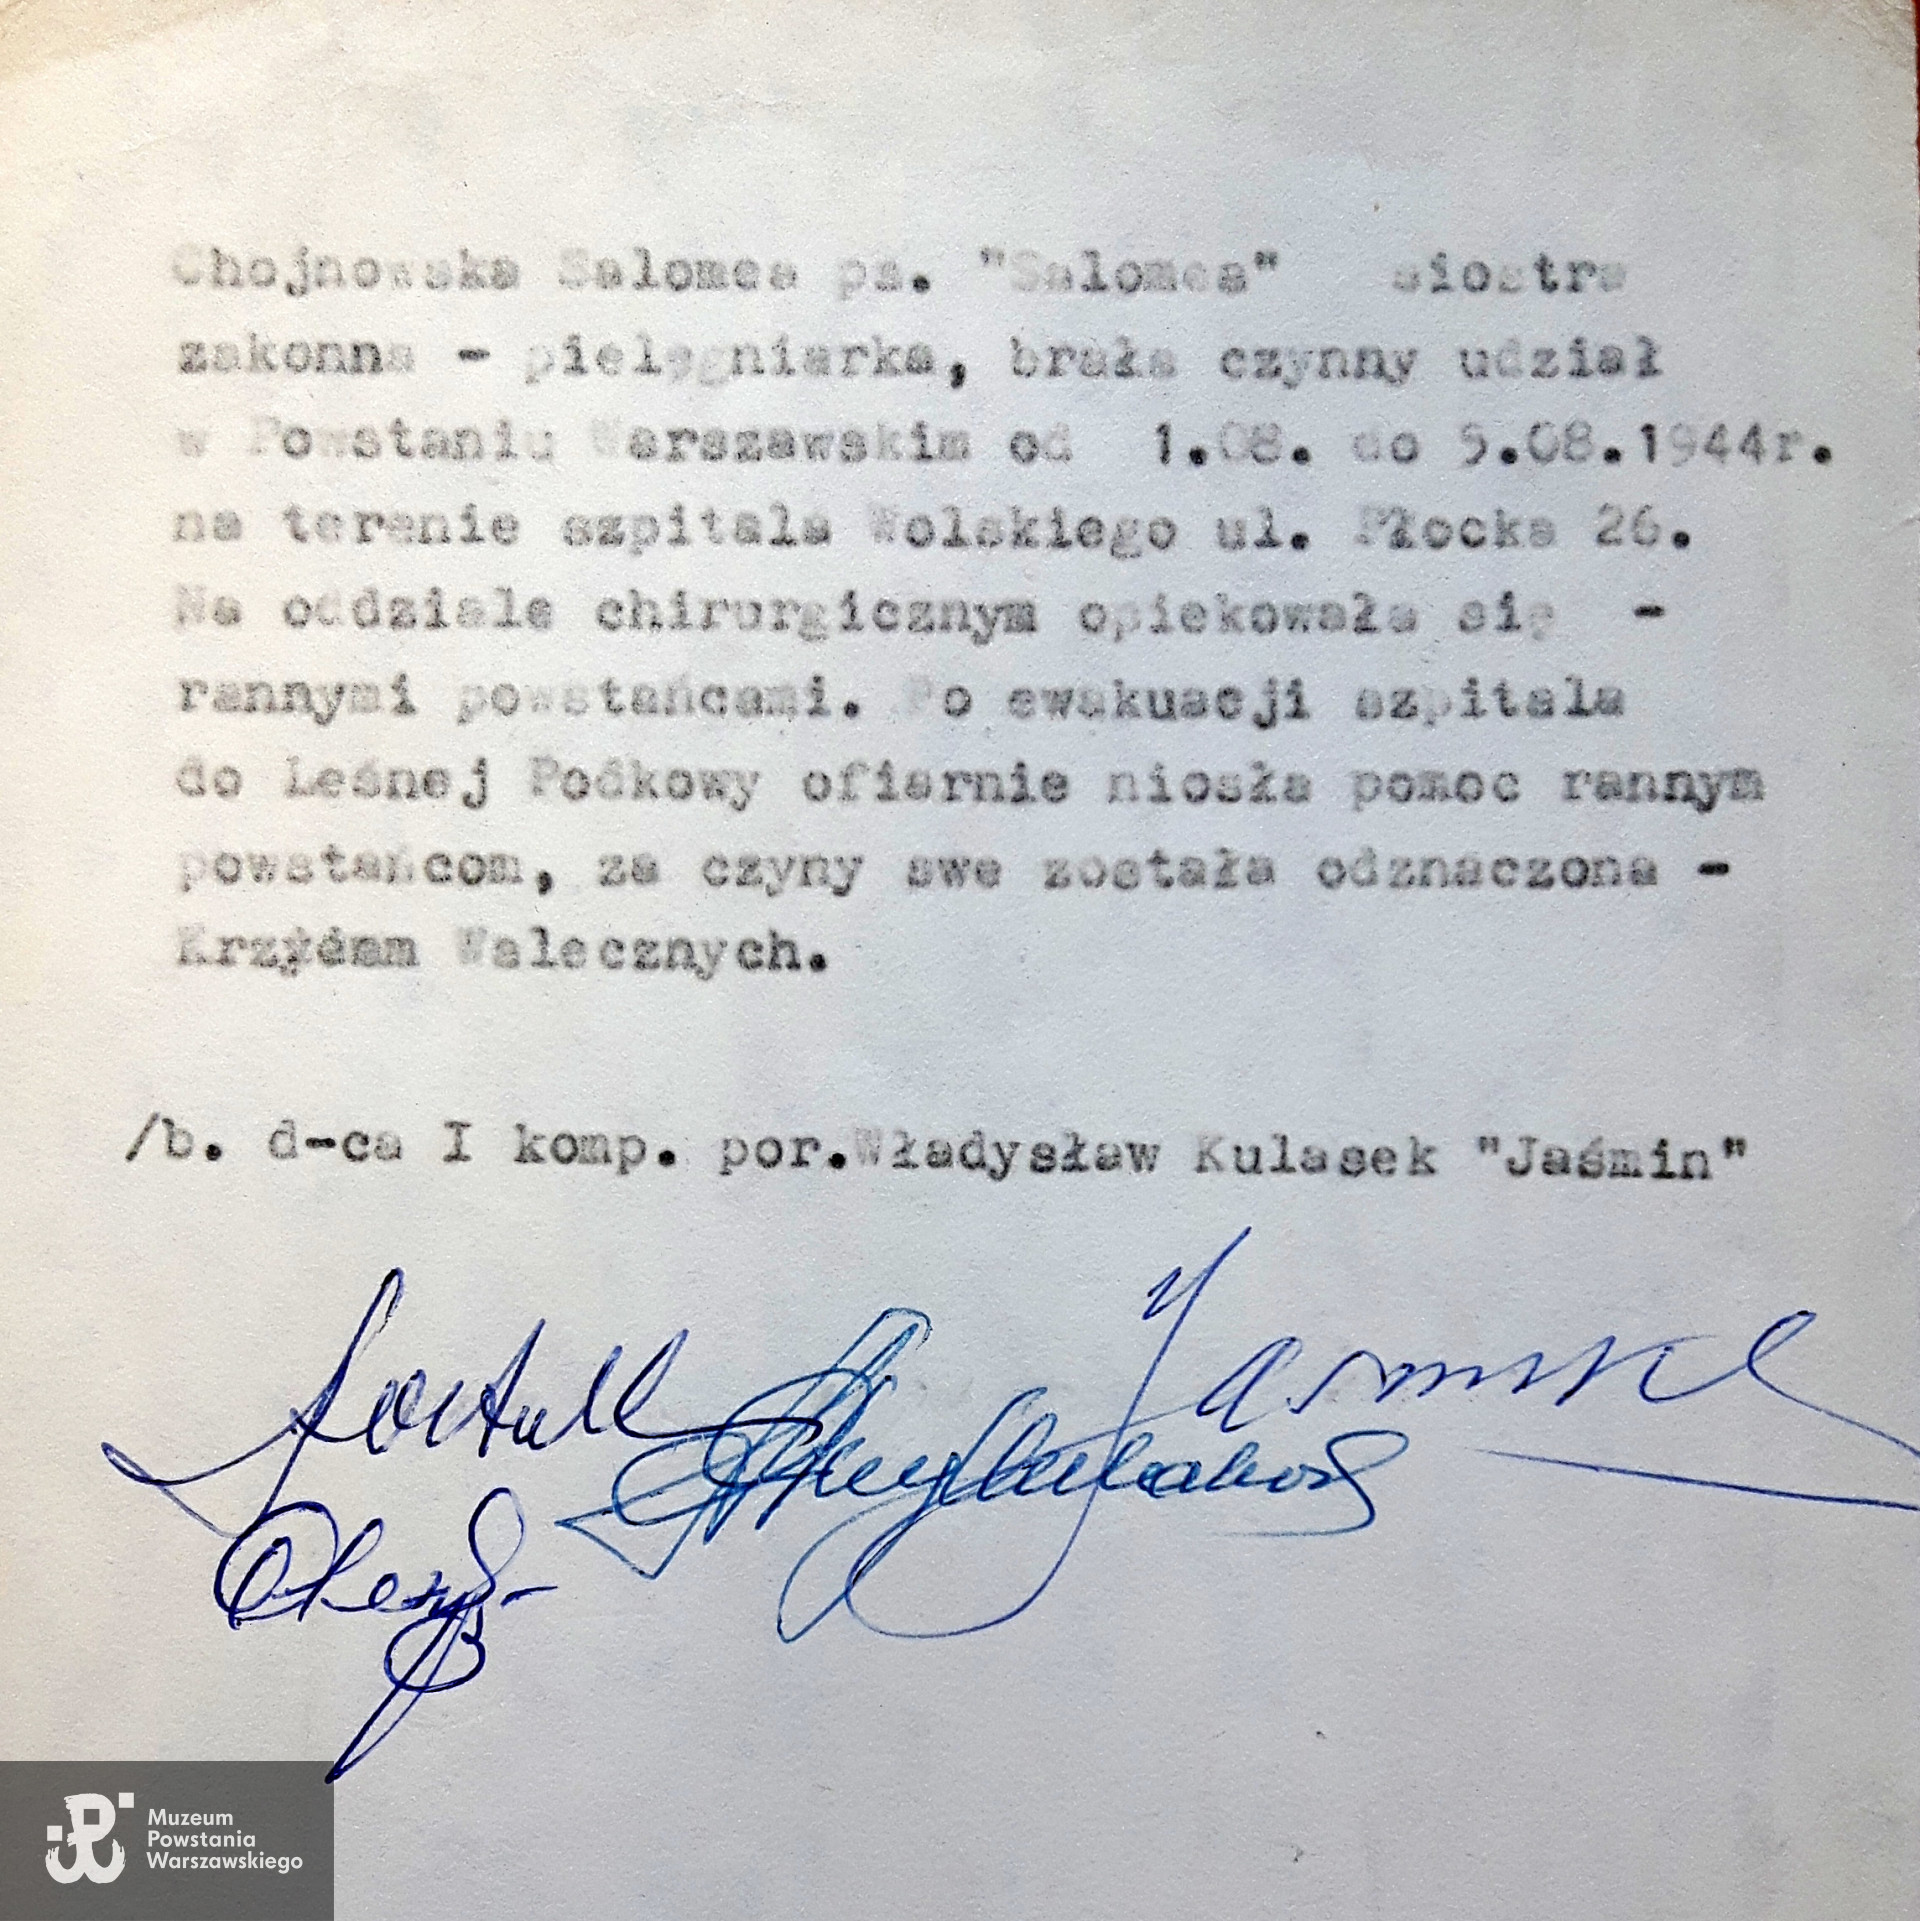 Chojnowska Salomea ps. "Salomea" siostra
zakonna - pielęgniarka, brała czynny udział
w Powstaniu Warszawskim od 1.08. do 5.08.1944r.
na terenie szpitala Wolskiego ul. Płocka 26.
Na oddziale chirurgicznym opiekowała się -
rannymi powstańcami. Po ewakuacji szpitala
do Leśnej Podkowy ofiarnie niosła pomoc rannym
powstańcom, za czyny swe została odznaczona -
Walecznych.
/b. d-ca I komp. por.Władysław Kulasek "Jaśmin"
Muzeum
Powstania
Warszawskiego